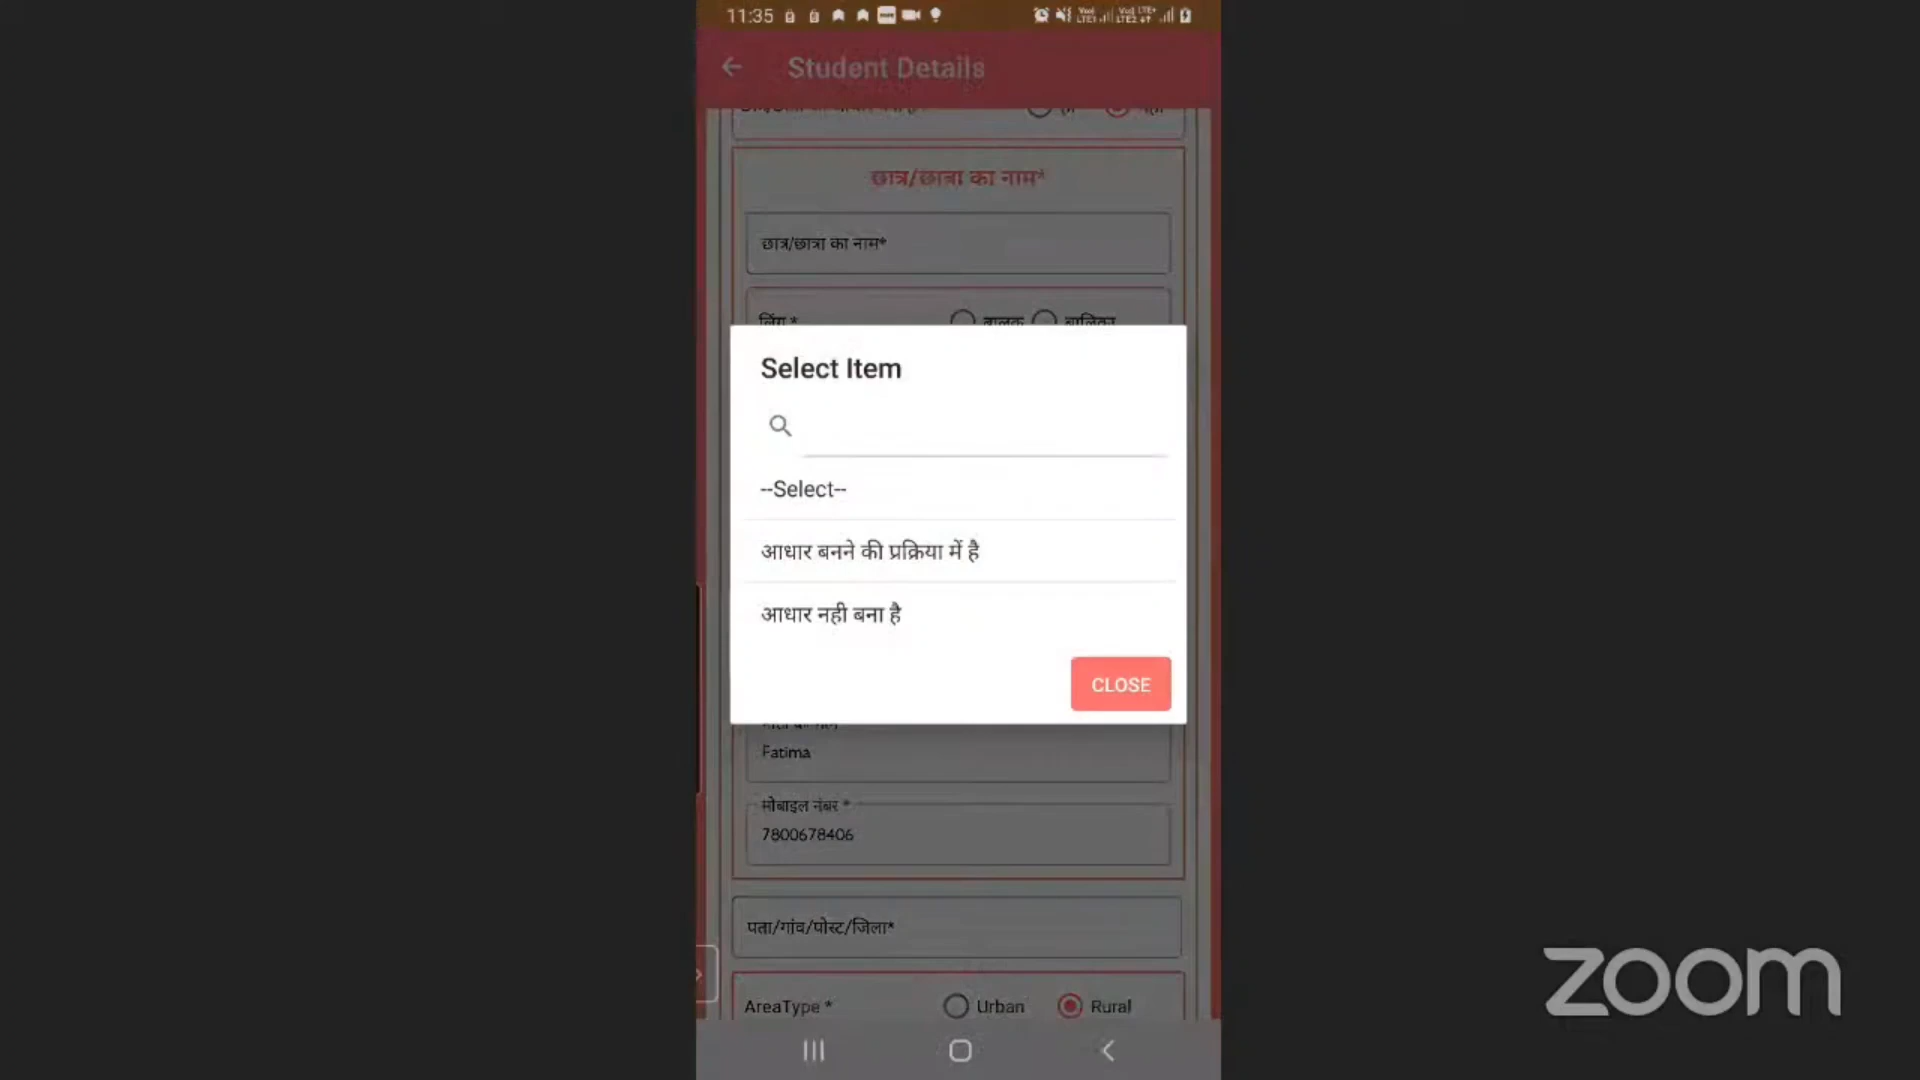 11:35
Student Details
छात्र/छात्रा का नाम*
छात्र/छात्रा का नाम*
लिंग * बालक बालिका
Select Item
--Select--
आधार बनने की प्रक्रिया में है
आधार नही बना है
CLOSE
Fatima
मोबाइल नंबर *
7800678406
पता/गांव/पोस्ट/जिला*
AreaType * Urban Rural
zoom